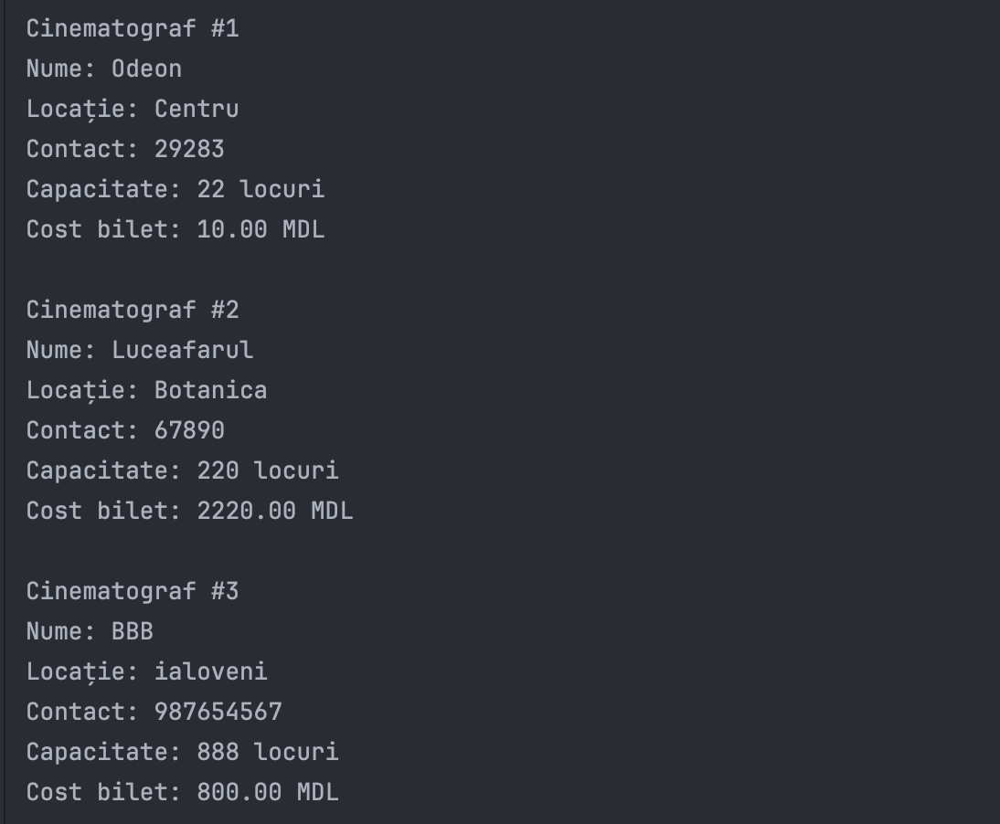 Cinematograf #1
Nume: Odeon
Locație: Centru
Contact: 29283
Capacitate: 22 locuri
Cost bilet: 10.00 MDL

Cinematograf #2
Nume: Luceafarul
Locație: Botanica
Contact: 67890
Capacitate: 220 locuri
Cost bilet: 2220.00 MDL

Cinematograf #3
Nume: BBB
Locație: ialoveni
Contact: 987654567
Capacitate: 888 locuri
Cost bilet: 800.00 MDL